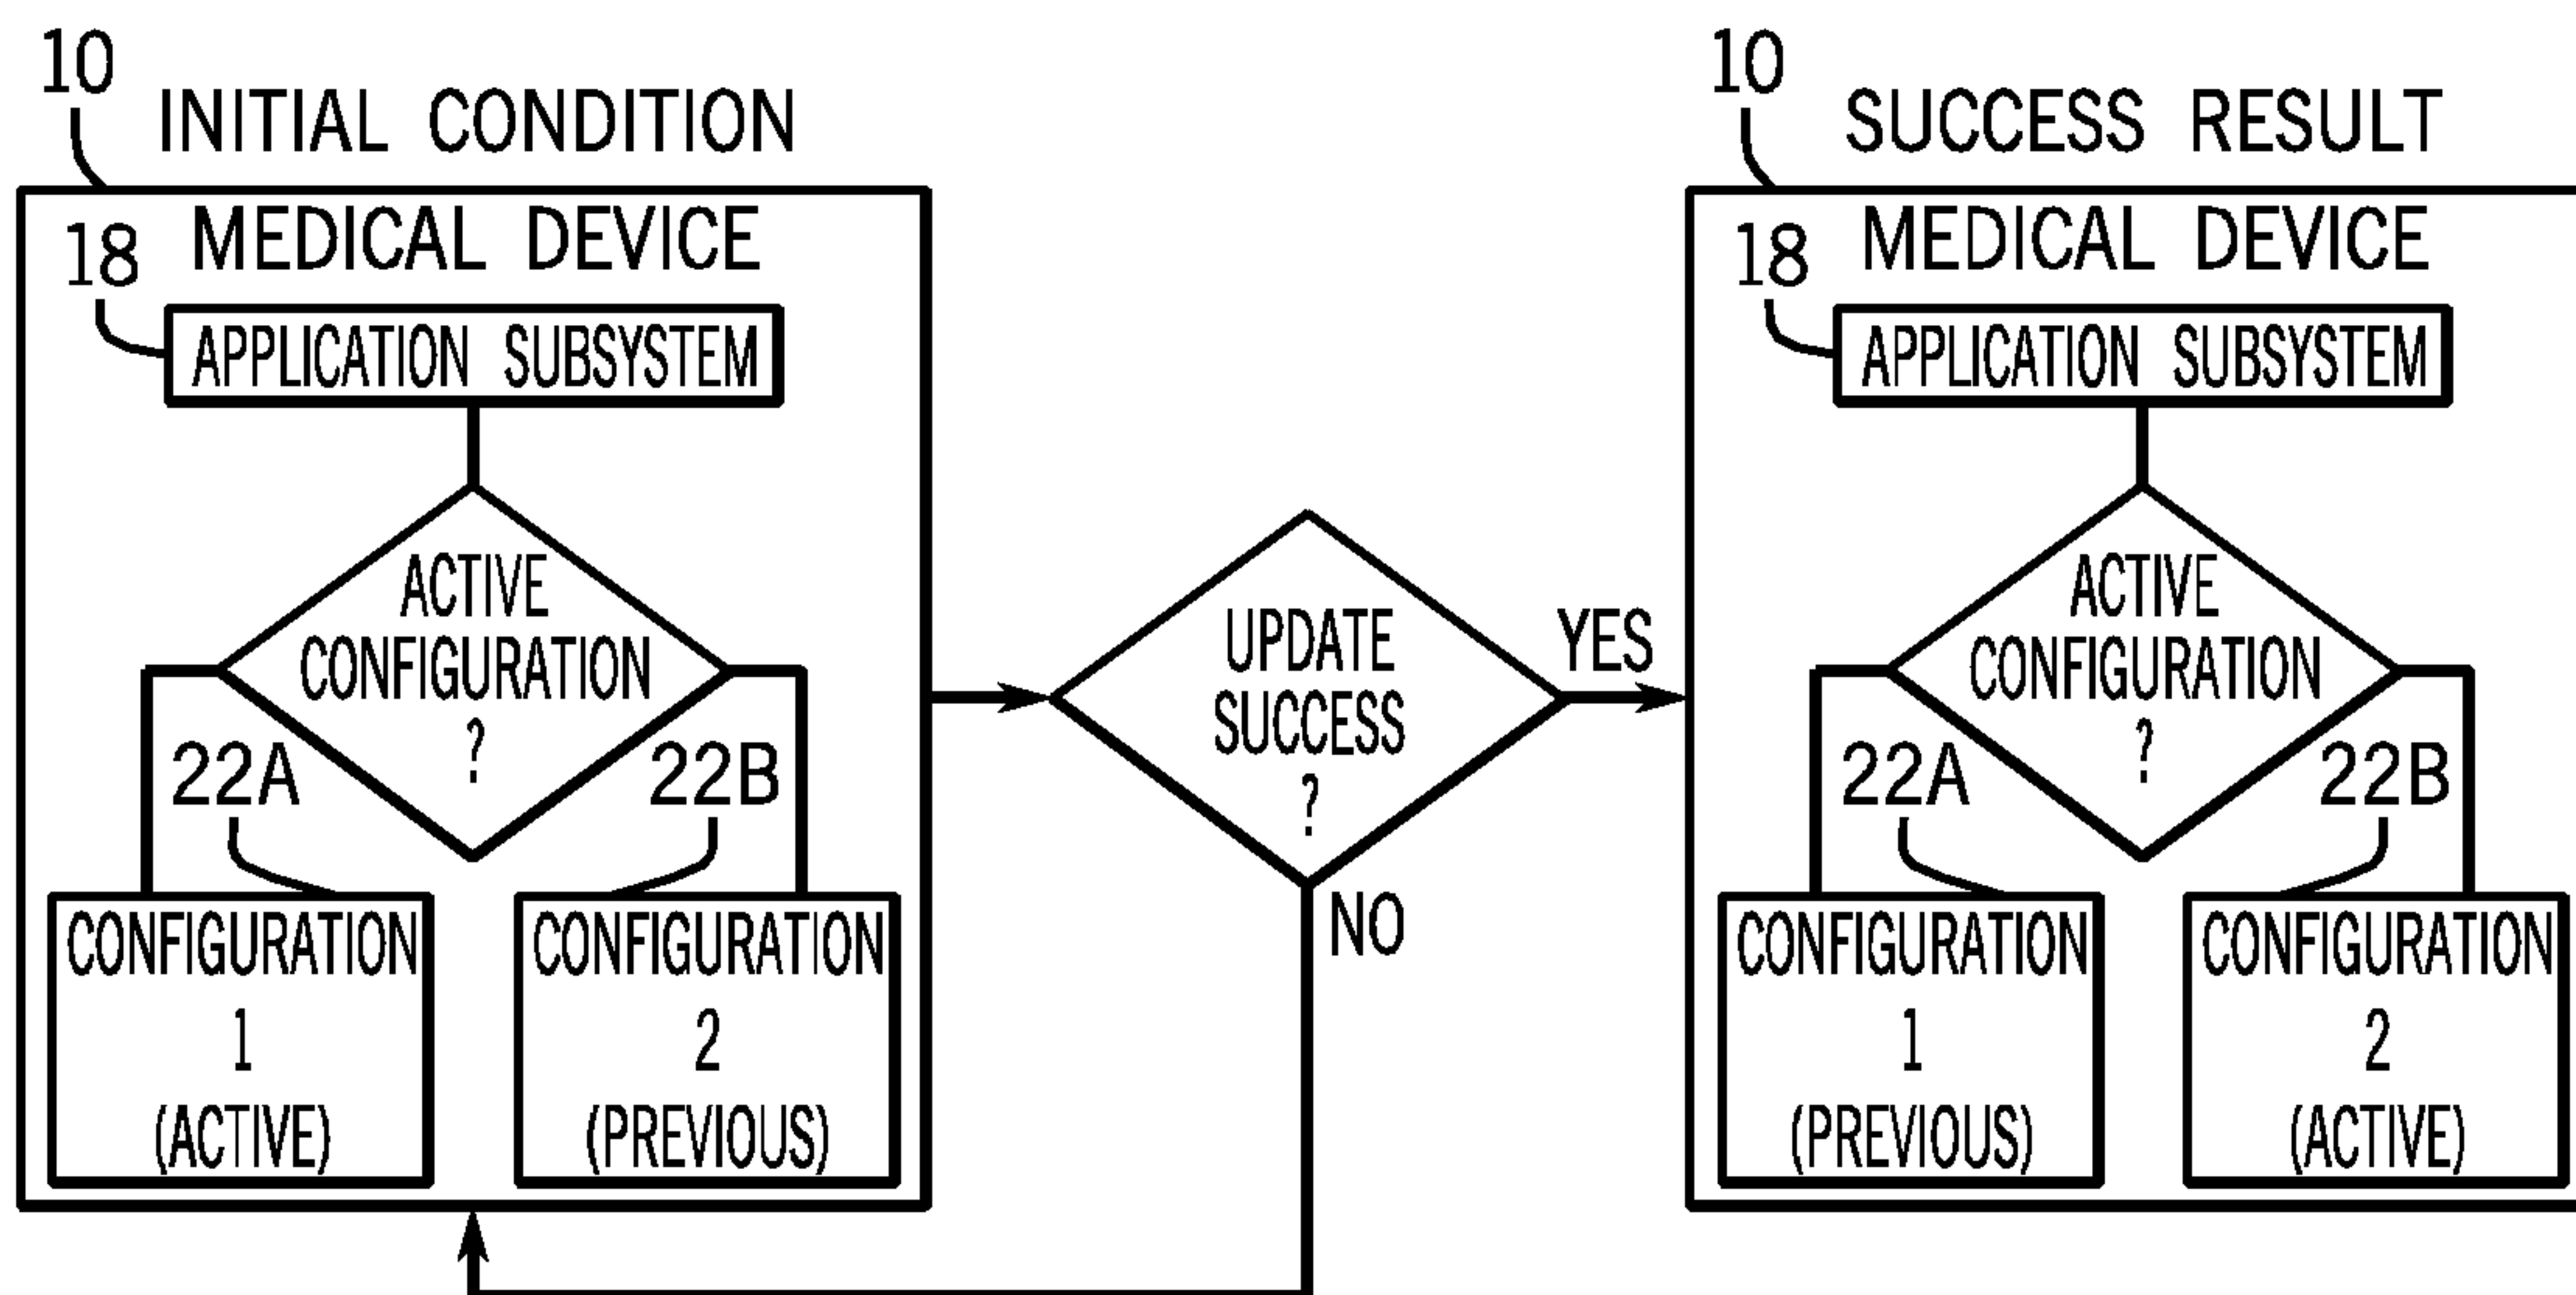 10
INITIAL CONDITION
MEDICAL DEVICE
18
APPLICATION SUBSYSTEM
ACTIVE
CONFIGURATION
?
22A
22B
CONFIGURATION
1
(ACTIVE)
CONFIGURATION
2
(PREVIOUS)
UPDATE
SUCCESS
?
YES
NO
10
SUCCESS RESULT
MEDICAL DEVICE
18
APPLICATION SUBSYSTEM
ACTIVE
CONFIGURATION
?
22A
22B
CONFIGURATION
1
(PREVIOUS)
CONFIGURATION
2
(ACTIVE)